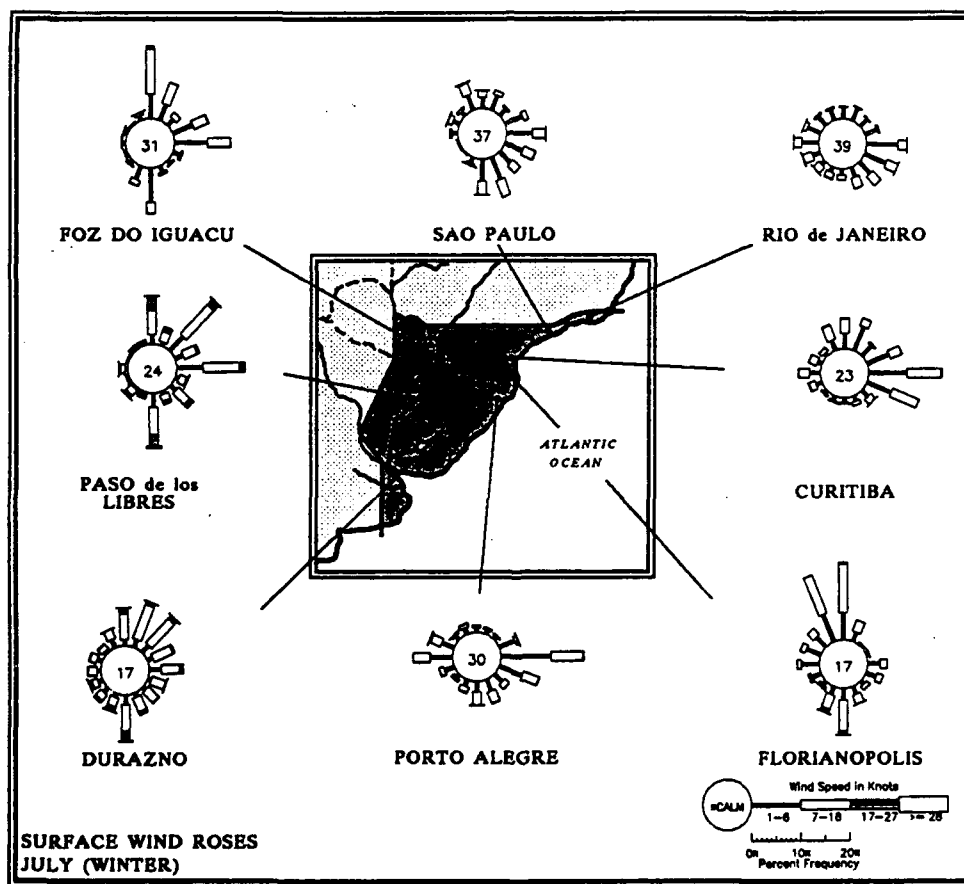 31
37
39
FOZ DO IGUACU
SAO PAULO
RIO de JANEIRO
24
23
ATLANTIC
OCEAN
PASO de los
LIBRES
CURITIBA
17
30
17
DURAZNO
PORTO ALEGRE
FLORIANOPOLIS
Wind Speed in Knots
%CALM
1-6 7-16 17-27 >= 28
0% 10% 20%
Percent Frequency
SURFACE WIND ROSES
JULY (WINTER)